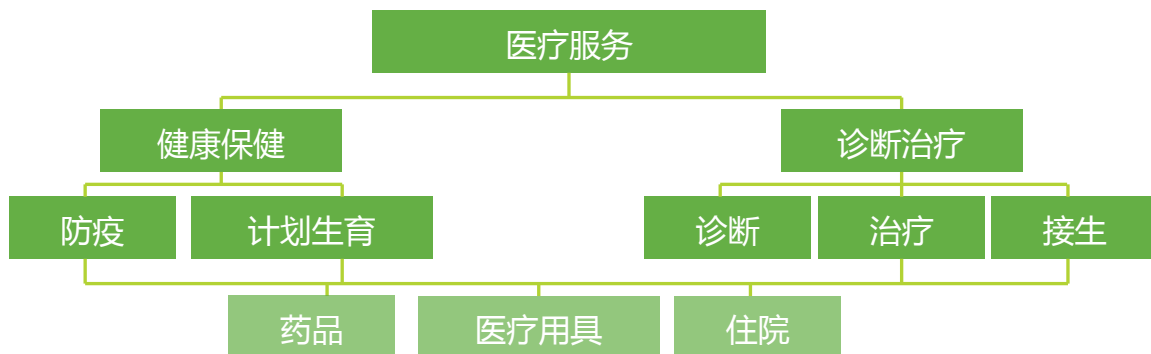 医疗服务
健康保健
诊断治疗
防疫
计划生育
诊断
治疗
接生
药品
医疗用具
住院